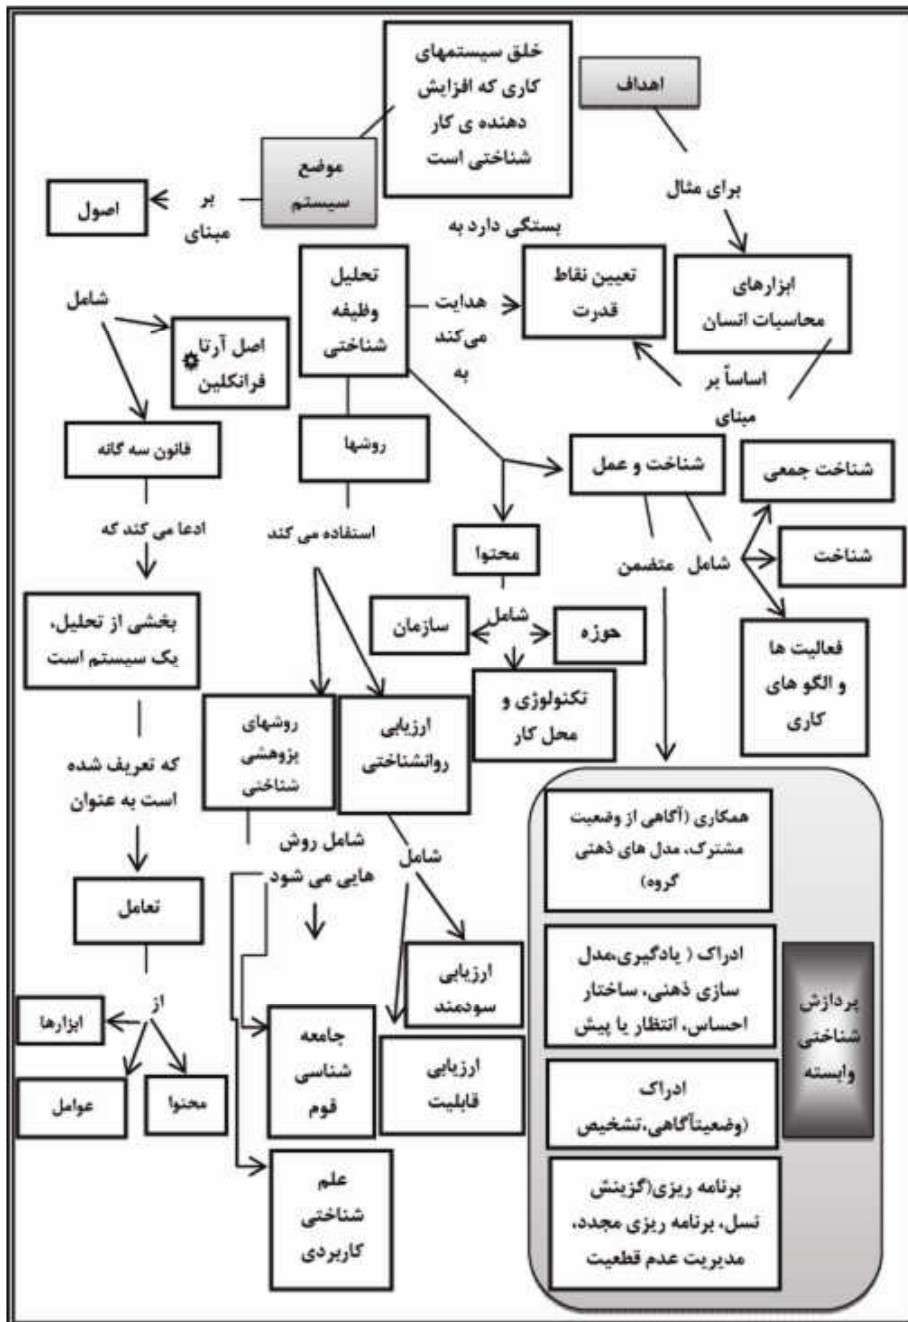 خلق سیستمهای
کاری که افزایش
دهنده ی کار
شناختی است
اهداف
موضع
سیستم
بر
مبنای
اصول
برای مثال
بستگی دارد به
تحلیل
وظیفه
شناختی
هدایت
می‌کند
به
تعیین نقاط
قدرت
ابزارهای
محاسبات انسان
شامل
اصل آرتا
فرانکلین
اساساً بر
مبنای
قانون سه گانه
روشها
شناخت و عمل
شناخت جمعی
ادعا می کند که
استفاده می کند
محتوا
متضمن
شامل
شناخت
بخشی از تحلیل،
یک سیستم است
سازمان
شامل
حوزه
فعالیت ها
و الگو های
کاری
تکنولوژی و
محل کار
روشهای
پژوهشی
شناختی
ارزیابی
روانشناختی
که تعریف شده
است به عنوان
شامل روش
هایی می شود
شامل
همکاری (آگاهی از وضعیت
مشترک، مدل های ذهنی
گروه)
تعامل
ارزیابی
سودمند
ادراک ( یادگیری،مدل
سازی ذهنی، ساختار
احساس، انتظار یا پیش
پردازش
شناختی
وابسته
از
ابزارها
عوامل
محتوا
جامعه
شناسی
قوم
ارزیابی
قابلیت
ادراک
(وضعیتآگاهی،تشخیص
علم
شناختی
کاربردی
برنامه ریزی(گزینش
نسل، برنامه ریزی مجدد،
مدیریت عدم قطعیت